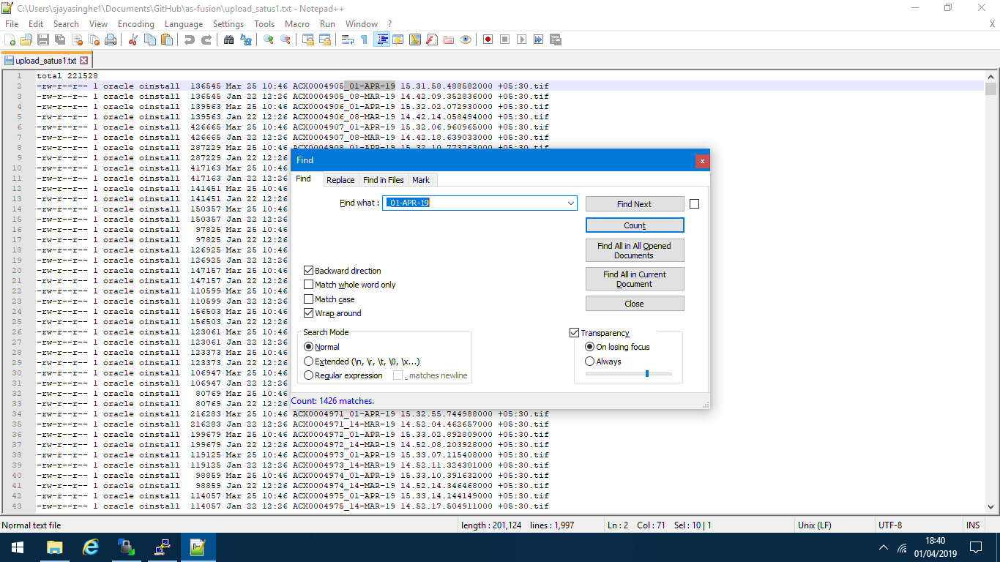 C:\Users\sjayasinghe1\Documents\GitHub\as-fusion\upload_satus1.txt - Notepad++
File Edit Search View Encoding Language Settings Tools Macro Run Window ? X
upload_satus1.txt
1 total 221528
2 -rw-r--r-- 1 oracle oinstall 136545 Mar 25 10:46 ACX0004905_01-APR-19 15.31.58.488582000 +05:30.tif
3 -rw-r--r-- 1 oracle oinstall 136545 Jan 22 12:26 ACX0004905_08-MAR-19 14.42.09.352836000 +05:30.tif
4 -rw-r--r-- 1 oracle oinstall 139563 Mar 25 10:46 ACX0004906_01-APR-19 15.32.02.072930000 +05:30.tif
5 -rw-r--r-- 1 oracle oinstall 139563 Jan 22 12:26 ACX0004906_08-MAR-19 14.42.14.058494000 +05:30.tif
6 -rw-r--r-- 1 oracle oinstall 426665 Mar 25 10:46 ACX0004907_01-APR-19 15.32.06.960965000 +05:30.tif
7 -rw-r--r-- 1 oracle oinstall 426665 Jan 22 12:26 ACX0004907_08-MAR-19 14.42.18.639033000 +05:30.tif
8 -rw-r--r-- 1 oracle oinstall 287229 Mar 25 10:46 ACX0004908_01-APR-19 15.32.10.773763000 +05:30.tif
9 -rw-r--r-- 1 oracle oinstall 287229 Jan 22 12:26
10 -rw-r--r-- 1 oracle oinstall 417163 Mar 25 10:46
11 -rw-r--r-- 1 oracle oinstall 417163 Jan 22 12:26
12 -rw-r--r-- 1 oracle oinstall 141451 Mar 25 10:46
13 -rw-r--r-- 1 oracle oinstall 141451 Jan 22 12:26
14 -rw-r--r-- 1 oracle oinstall 150357 Mar 25 10:46
15 -rw-r--r-- 1 oracle oinstall 150357 Jan 22 12:26
16 -rw-r--r-- 1 oracle oinstall 97825 Mar 25 10:46
17 -rw-r--r-- 1 oracle oinstall 97825 Jan 22 12:26
18 -rw-r--r-- 1 oracle oinstall 126925 Mar 25 10:46
19 -rw-r--r-- 1 oracle oinstall 126925 Jan 22 12:26
20 -rw-r--r-- 1 oracle oinstall 147157 Mar 25 10:46
21 -rw-r--r-- 1 oracle oinstall 147157 Jan 22 12:26
22 -rw-r--r-- 1 oracle oinstall 110599 Mar 25 10:46
23 -rw-r--r-- 1 oracle oinstall 110599 Jan 22 12:26
24 -rw-r--r-- 1 oracle oinstall 156503 Mar 25 10:46
25 -rw-r--r-- 1 oracle oinstall 156503 Jan 22 12:26
26 -rw-r--r-- 1 oracle oinstall 123061 Mar 25 10:46
27 -rw-r--r-- 1 oracle oinstall 123061 Jan 22 12:26
28 -rw-r--r-- 1 oracle oinstall 123373 Mar 25 10:46
29 -rw-r--r-- 1 oracle oinstall 123373 Jan 22 12:26
30 -rw-r--r-- 1 oracle oinstall 106947 Mar 25 10:46
31 -rw-r--r-- 1 oracle oinstall 106947 Jan 22 12:26
32 -rw-r--r-- 1 oracle oinstall 80769 Mar 25 10:46
33 -rw-r--r-- 1 oracle oinstall 80769 Jan 22 12:26
34 -rw-r--r-- 1 oracle oinstall 216283 Mar 25 10:46 ACX0004971_01-APR-19 15.32.55.744988000 +05:30.tif
35 -rw-r--r-- 1 oracle oinstall 216283 Jan 22 12:26 ACX0004971_14-MAR-19 14.52.04.462657000 +05:30.tif
36 -rw-r--r-- 1 oracle oinstall 199679 Mar 25 10:46 ACX0004972_01-APR-19 15.33.02.892809000 +05:30.tif
37 -rw-r--r-- 1 oracle oinstall 199679 Jan 22 12:26 ACX0004972_14-MAR-19 14.52.08.203928000 +05:30.tif
38 -rw-r--r-- 1 oracle oinstall 119125 Mar 25 10:46 ACX0004973_01-APR-19 15.33.07.115408000 +05:30.tif
39 -rw-r--r-- 1 oracle oinstall 119125 Jan 22 12:26 ACX0004973_14-MAR-19 14.52.11.324301000 +05:30.tif
40 -rw-r--r-- 1 oracle oinstall 98859 Mar 25 10:46 ACX0004974_01-APR-19 15.33.10.391632000 +05:30.tif
41 -rw-r--r-- 1 oracle oinstall 98859 Jan 22 12:26 ACX0004974_14-MAR-19 14.52.14.346468000 +05:30.tif
42 -rw-r--r-- 1 oracle oinstall 114057 Mar 25 10:46 ACX0004975_01-APR-19 15.33.14.144149000 +05:30.tif
43 -rw-r--r-- 1 oracle oinstall 114057 Jan 22 12:26 ACX0004975_14-MAR-19 14.52.17.504911000 +05:30.tif
Find
Find Replace Find in Files Mark
Find what : _01-APR-19
Find Next
Count
Find All in All Opened
Documents
Find All in Current
Document
Close
Backward direction
Match whole word only
Match case
Wrap around
Search Mode
Normal
Extended (\n, \r, \t, \0, \x...)
Regular expression . matches newline
Transparency
On losing focus
Always
Count: 1426 matches.
Normal text file length : 201,124 lines : 1,997 Ln : 2 Col : 71 Sel : 10 | 1 Unix (LF) UTF-8 INS
18:40
01/04/2019